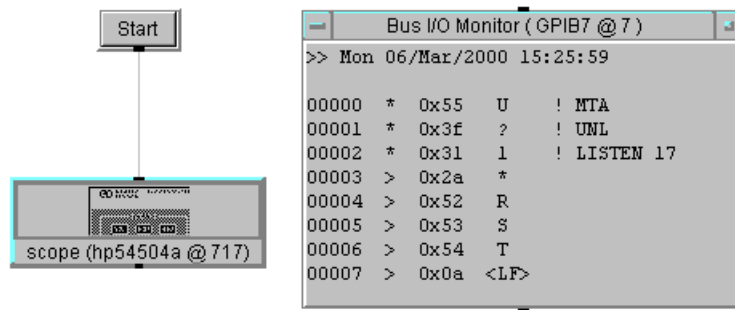 Start
scope (hp54504a @ 717)
Bus I/O Monitor ( GPIB7 @ 7 )
>> Mon 06/Mar/2000 15:25:59
00000 * 0x55 U ! MTA
00001 * 0x3f ? ! UNL
00002 * 0x31 1 ! LISTEN 17
00003 > 0x2a *
00004 > 0x52 R
00005 > 0x53 S
00006 > 0x54 T
00007 > 0x0a <LF>